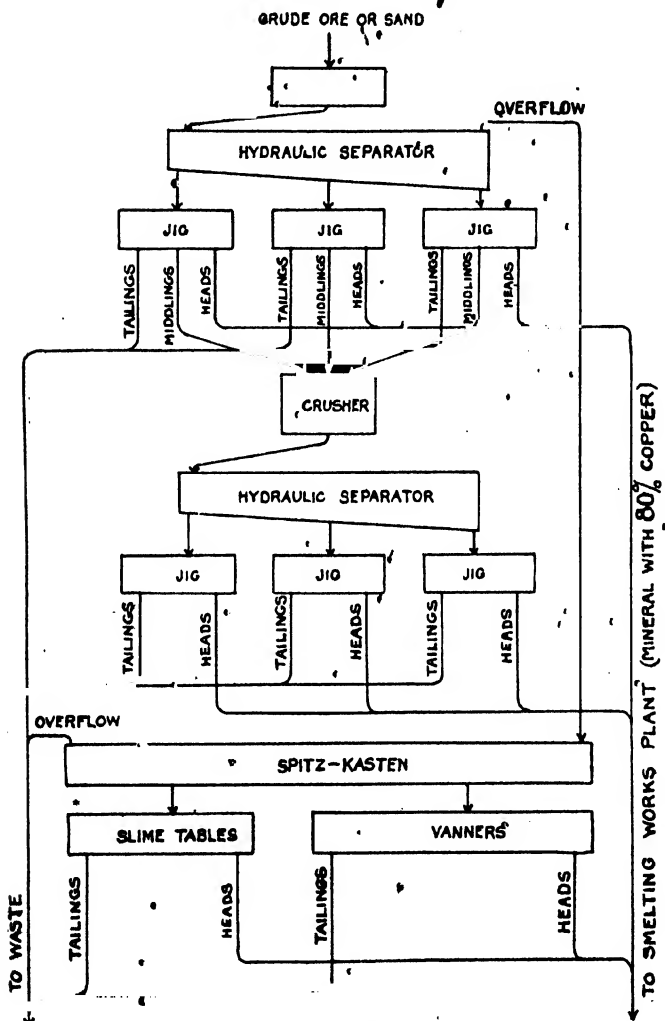 CRUDE ORE OR SAND
OVERFLOW
HYDRAULIC SEPARATOR
JIG JIG JIG
TAILINGS MIDDLINGS HEADS TAILINGS MIDDLINGS HEADS TAILINGS MIDDLINGS HEADS
CRUSHER
HYDRAULIC SEPARATOR
JIG JIG JIG
TAILINGS HEADS TAILINGS HEADS TAILINGS HEADS
OVERFLOW
SPITZ-KASTEN
SLIME TABLES VANNERS
TAILINGS HEADS TAILINGS HEADS
TO WASTE
TO SMELTING WORKS PLANT (MINERAL WITH 80% COPPER)